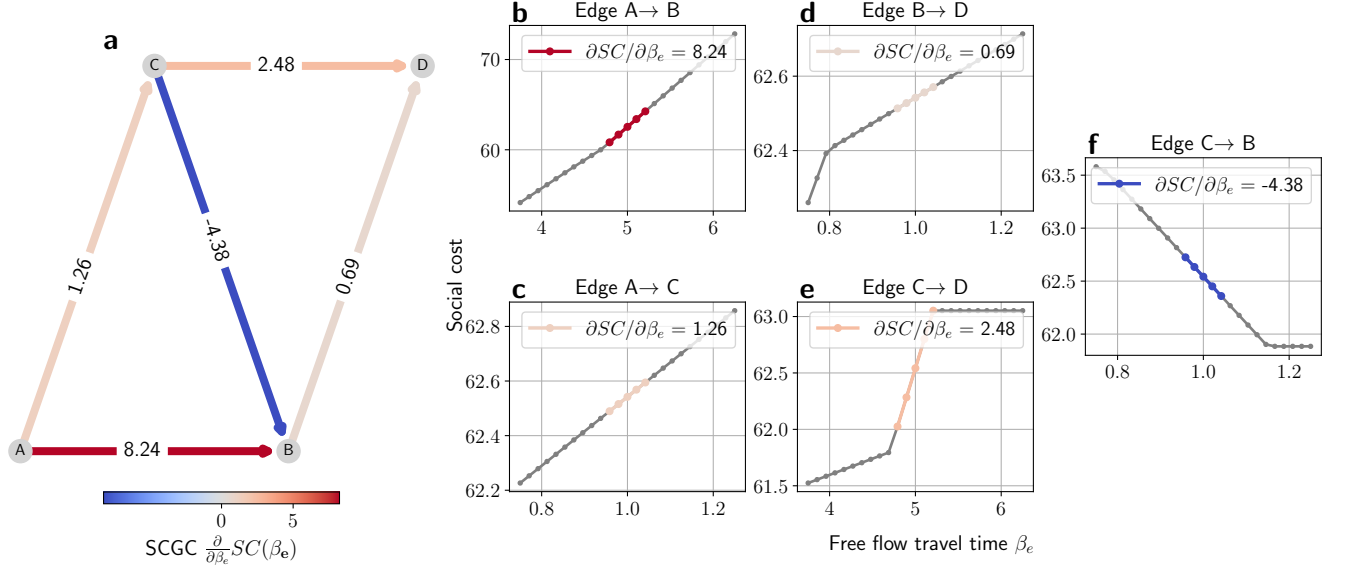 a
C
2.48
D
1.26
-4.38
0.69
A
8.24
B
0
5
SCGC ∂/∂β_e SC(β_e)
Social cost
b
Edge A→ B
∂SC/∂β_e = 8.24
70
60
4
5
6
c
Edge A→ C
∂SC/∂β_e = 1.26
62.8
62.6
62.4
62.2
0.8
1.0
1.2
d
Edge B→ D
∂SC/∂β_e = 0.69
62.6
62.4
0.8
1.0
1.2
e
Edge C→ D
∂SC/∂β_e = 2.48
63.0
62.5
62.0
61.5
4
5
6
Free flow travel time β_e
f
Edge C→ B
∂SC/∂β_e = -4.38
63.5
63.0
62.5
62.0
0.8
1.0
1.2